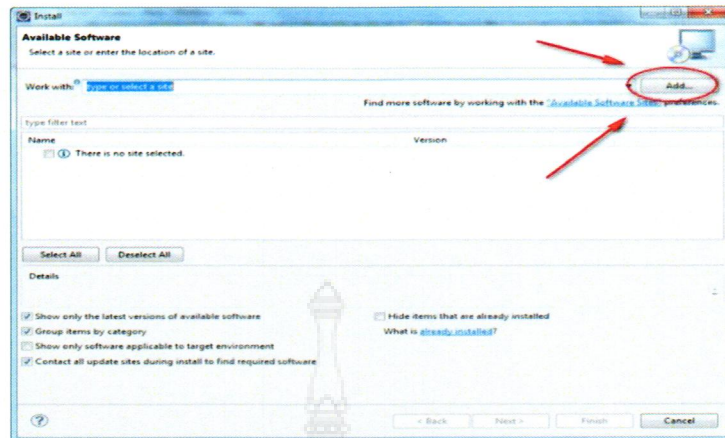 Install
Available Software
Select a site or enter the location of a site.
Work with: type or select a site
Add...
Find more software by working with the "Available Software Sites" preferences.
type filter text
Name Version
There is no site selected.
Select All Deselect All
Details
Show only the latest versions of available software
Hide items that are already installed
Group items by category
What is already installed?
Show only software applicable to target environment
Contact all update sites during install to find required software
< Back Next > Finish Cancel